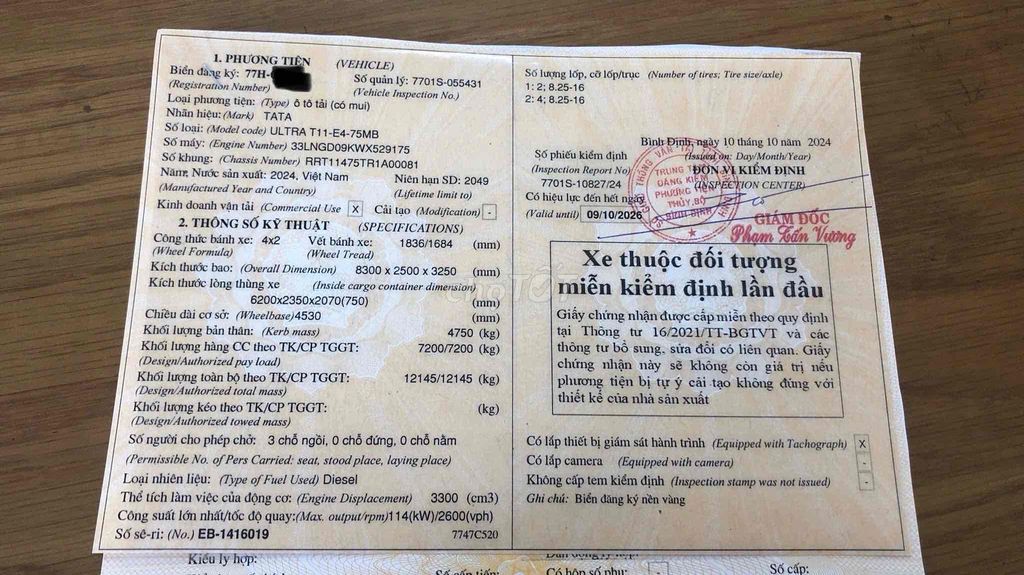 1. PHƯƠNG TIỆN (VEHICLE)
Biển đăng ký: 77H-
(Registration Number)
Số quản lý: 7701S-055431
(Vehicle Inspection No.)
Loại phương tiện: (Type) ô tô tải (có mui)
Nhãn hiệu: (Mark) TATA
Số loại: (Model code) ULTRA T11-E4-75MB
Số máy: (Engine Number) 33LNGD09KWX529175
Số khung: (Chassis Number) RRT11475TR1A00081
Năm, Nước sản xuất: 2024, Việt Nam
(Manufactured Year and Country)
Niên hạn SD: 2049
(Lifetime limit to)
Kinh doanh vận tải (Commercial Use) X Cải tạo (Modification) -
2. THÔNG SỐ KỸ THUẬT (SPECIFICATIONS)
Công thức bánh xe: 4x2 Vết bánh xe: 1836/1684 (mm)
(Wheel Formula) (Wheel Tread)
Kích thước bao: (Overall Dimension) 8300 x 2500 x 3250 (mm)
Kích thước lòng thùng xe (Inside cargo container dimension)
6200x2350x2070(750) (mm)
Chiều dài cơ sở: (Wheelbase) 4530 (mm)
Khối lượng bản thân: (Kerb mass) 4750 (kg)
Khối lượng hàng CC theo TK/CP TGGT: 7200/7200 (kg)
(Design/Authorized pay load)
Khối lượng toàn bộ theo TK/CP TGGT: 12145/12145 (kg)
(Design/Authorized total mass)
Khối lượng kéo theo TK/CP TGGT: (kg)
(Design/Authorized towed mass)
Số người cho phép chở: 3 chỗ ngồi, 0 chỗ đứng, 0 chỗ nằm
(Permissible No. of Pers Carried: seat, stood place, laying place)
Loại nhiên liệu: (Type of Fuel Used) Diesel
Thể tích làm việc của động cơ: (Engine Displacement) 3300 (cm3)
Công suất lớn nhất/tốc độ quay: (Max. output/rpm) 114(kW)/2600(vph)
Số sê-ri: (No.) EB-1416019 7747C520
Số lượng lốp, cỡ lốp/trục (Number of tires; Tire size/axle)
1: 2; 8.25-16
2: 4; 8.25-16
Bình Định, ngày 10 tháng 10 năm 2024
(Issued on: Day/Month/Year)
Số phiếu kiểm định
(Inspection Report No)
7701S-10827/24
Có hiệu lực đến hết ngày
(Valid until) 09/10/2026
ĐƠN VỊ KIỂM ĐỊNH
(INSPECTION CENTER)
TRUNG TÂM
ĐĂNG KIỂM
PHƯƠNG TIỆN
THỦY, BỘ
BÌNH ĐỊNH
GIÁM ĐỐC
Phạm Tấn Vương
Xe thuộc đối tượng
miễn kiểm định lần đầu
Giấy chứng nhận được cấp miễn theo quy định
tại Thông tư 16/2021/TT-BGTVT và các
thông tư bổ sung, sửa đổi có liên quan. Giấy
chứng nhận này sẽ không còn giá trị nếu
phương tiện bị tự ý cải tạo không đúng với
thiết kế của nhà sản xuất
Có lắp thiết bị giám sát hành trình (Equipped with Tachograph) X
Có lắp camera (Equipped with camera) -
Không cấp tem kiểm định (Inspection stamp was not issued) -
Ghi chú: Biển đăng ký nền vàng
Kiểu ly hợp:
Số cấp:
chợ TỐT